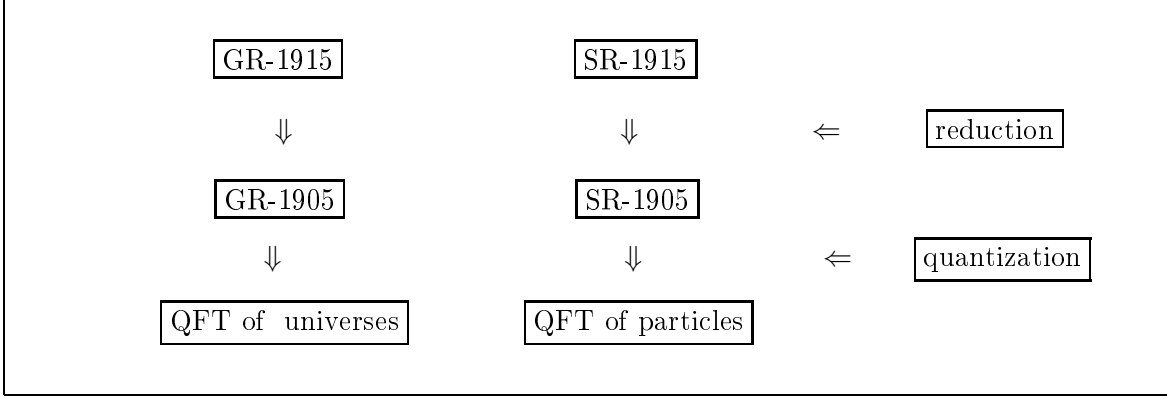 GR-1915 SR-1915
⇓ ⇓ ⇐ reduction
GR-1905 SR-1905
⇓ ⇓ ⇐ quantization
QFT of universes QFT of particles